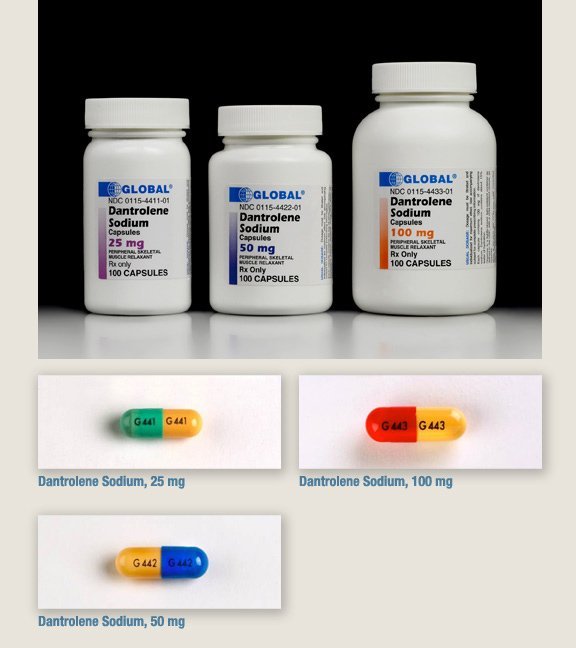 GLOBAL®
NDC 0115-4411-01
Dantrolene
Sodium
Capsules
25 mg
PERIPHERAL SKELETAL
MUSCLE RELAXANT
Rx only
100 CAPSULES
GLOBAL®
NDC 0115-4422-01
Dantrolene
Sodium
Capsules
50 mg
PERIPHERAL SKELETAL
MUSCLE RELAXANT
Rx Only
100 CAPSULES
GLOBAL®
NDC 0115-4433-01
Dantrolene
Sodium
Capsules
100 mg
PERIPHERAL SKELETAL
MUSCLE RELAXANT
Rx Only
100 CAPSULES
G 441 G 441
Dantrolene Sodium, 25 mg
G 443 G 443
Dantrolene Sodium, 100 mg
G 442 G 442
Dantrolene Sodium, 50 mg